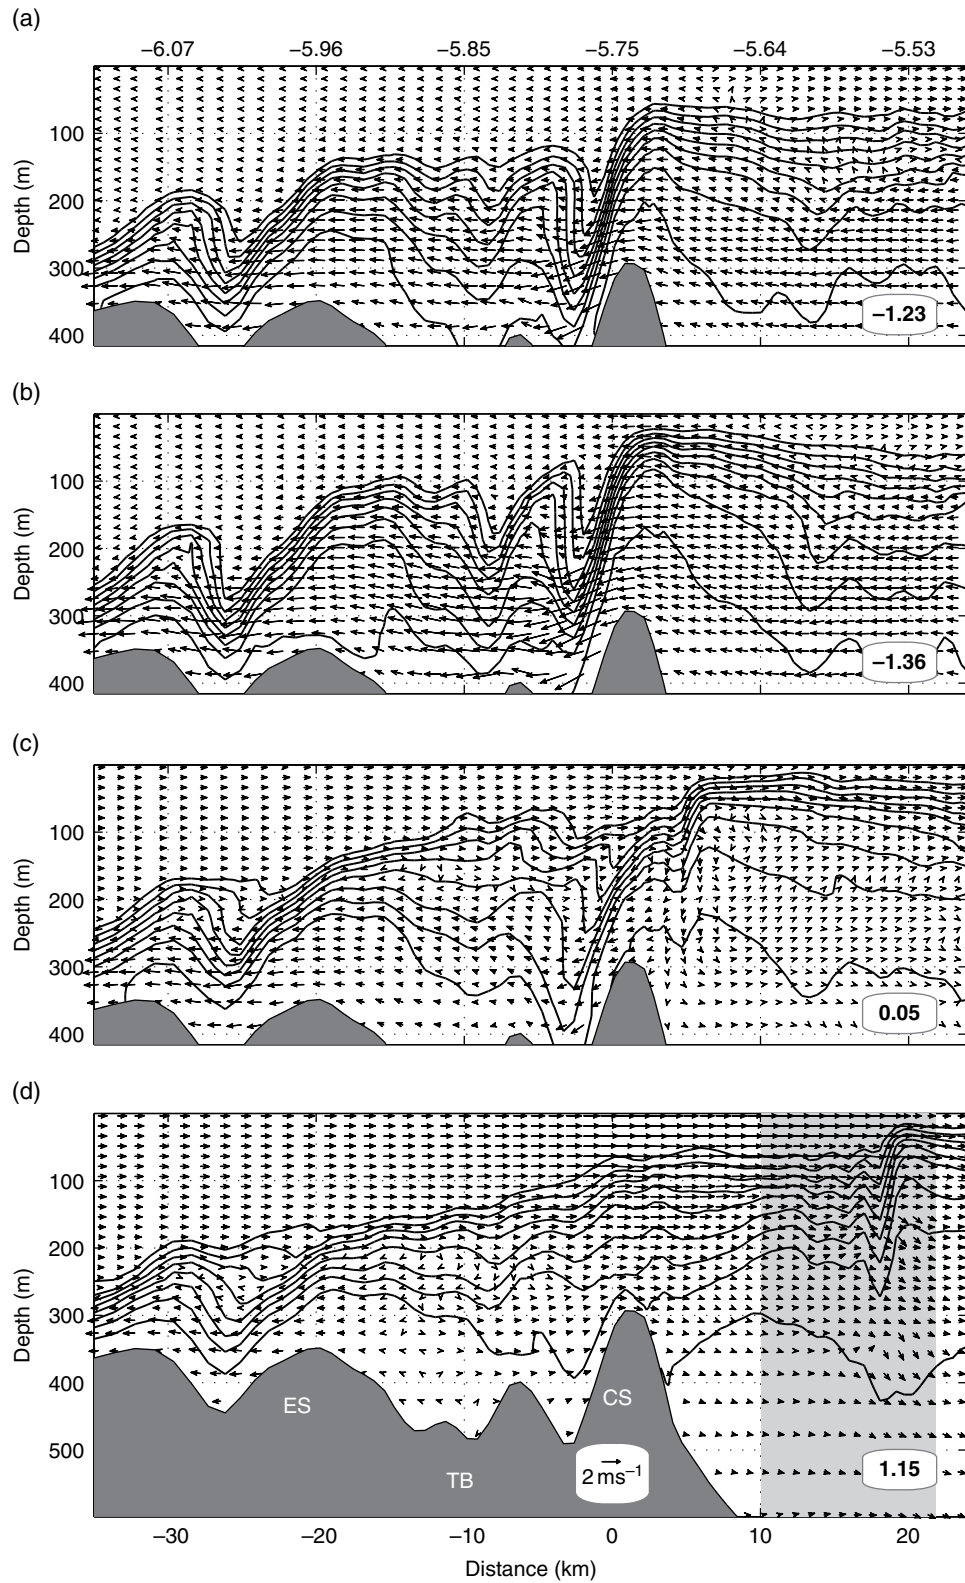 (a)
−6.07 −5.96 −5.85 −5.75 −5.64 −5.53
100
200
300
400
Depth (m)
−1.23
(b)
100
200
300
400
Depth (m)
−1.36
(c)
100
200
300
400
Depth (m)
0.05
(d)
100
200
300
400
500
Depth (m)
ES
CS
TB
2 ms⁻¹
1.15
−30 −20 −10 0 10 20
Distance (km)